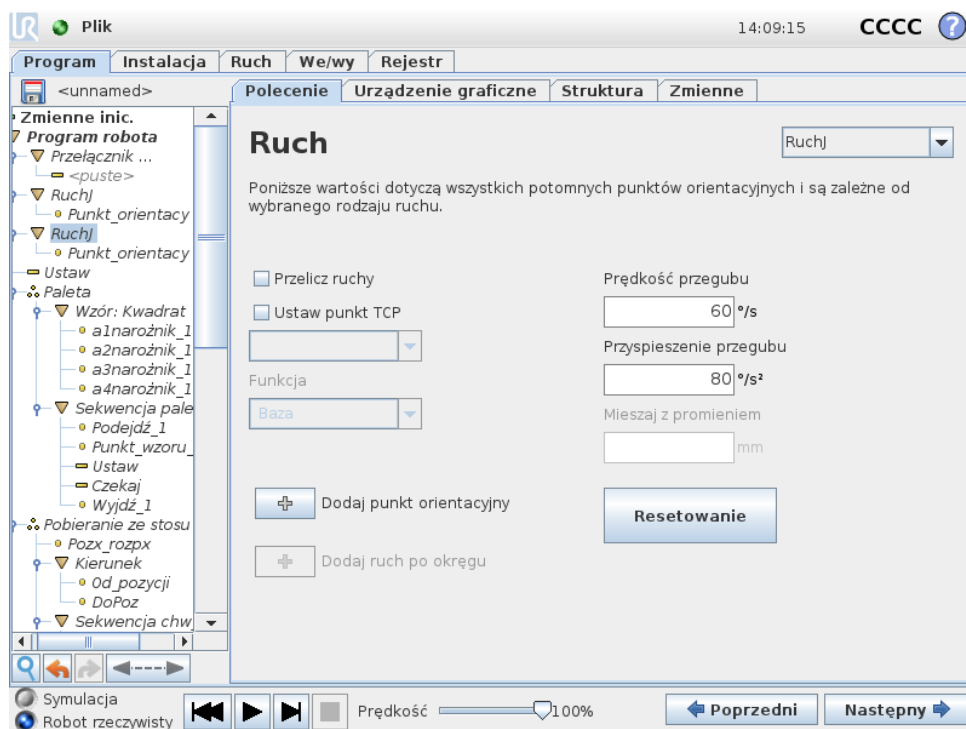 UR Plik 14:09:15 CCCC ?
Program Instalacja Ruch We/wy Rejestr
<unnamed>
Polecenie Urządzenie graficzne Struktura Zmienne
Zmienne inic.
Program robota
Przełącznik ...
<puste>
RuchJ
Punkt_orientacy
RuchJ
Punkt_orientacy
Ustaw
Paleta
Wzór: Kwadrat
a1narożnik_1
a2narożnik_1
a3narożnik_1
a4narożnik_1
Sekwencja pale
Podejdź_1
Punkt_wzoru_
Ustaw
Czekaj
Wyjdź_1
Pobieranie ze stosu
Pozx_rozpx
Kierunek
0d_pozycji
DoPoz
Sekwencja chw
Ruch
RuchJ
Poniższe wartości dotyczą wszystkich potomnych punktów orientacyjnych i są zależne od
wybranego rodzaju ruchu.
Przelicz ruchy
Ustaw punkt TCP
Funkcja
Baza
Prędkość przegubu
60 °/s
Przyspieszenie przegubu
80 °/s²
Mieszaj z promieniem
mm
Dodaj punkt orientacyjny
Dodaj ruch po okręgu
Resetowanie
Symulacja
Robot rzeczywisty
Prędkość 100%
Poprzedni Następny